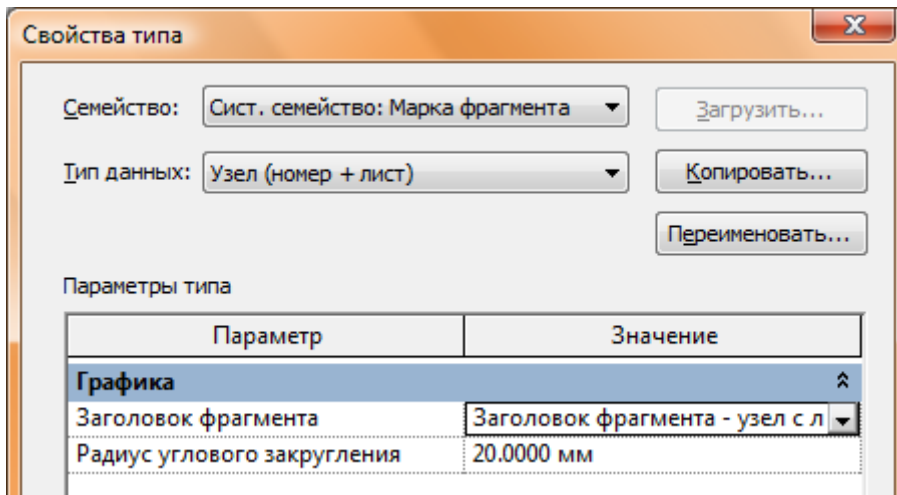 Свойства типа
Семейство: Сист. семейство: Марка фрагмента Загрузить...
Тип данных: Узел (номер + лист) Копировать...
Переименовать...
Параметры типа
Параметр Значение
Графика
Заголовок фрагмента Заголовок фрагмента - узел с л
Радиус углового закругления 20.0000 мм